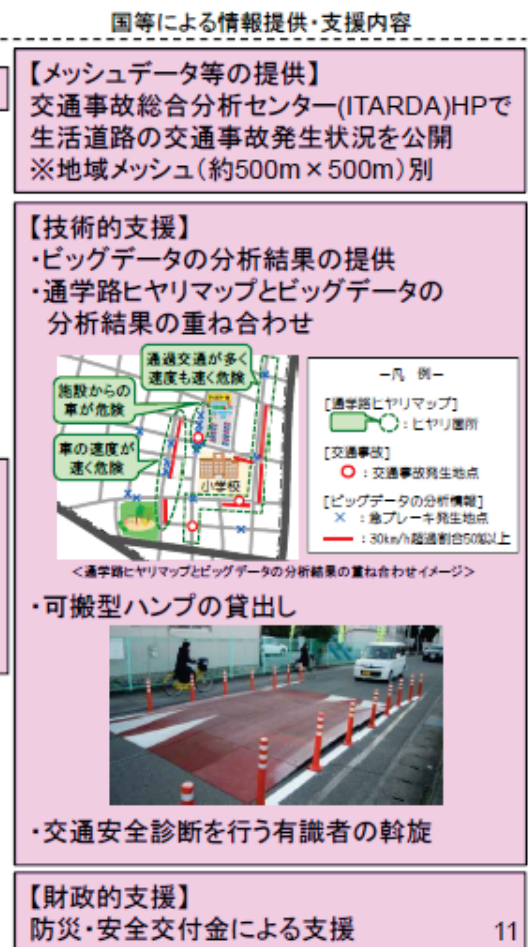 国等による情報提供・支援内容
【メッシュデータ等の提供】
交通事故総合分析センター(ITARDA)HPで
生活道路の交通事故発生状況を公開
※地域メッシュ(約500m×500m)別
【技術的支援】
・ビッグデータの分析結果の提供
・通学路ヒヤリマップとビッグデータの
分析結果の重ね合わせ
通過交通が多く
速度も速く危険
施設からの
車が危険
車の速度が
速く危険
小学校
－凡 例－
[通学路ヒヤリマップ]
：ヒヤリ箇所
[交通事故]
：交通事故発生地点
[ビッグデータの分析情報]
× ：急ブレーキ発生地点
：30km/h超過割合50%以上
＜通学路ヒヤリマップとビッグデータの分析結果の重ね合わせイメージ＞
・可搬型ハンプの貸出し
・交通安全診断を行う有識者の斡旋
【財政的支援】
防災・安全交付金による支援
11